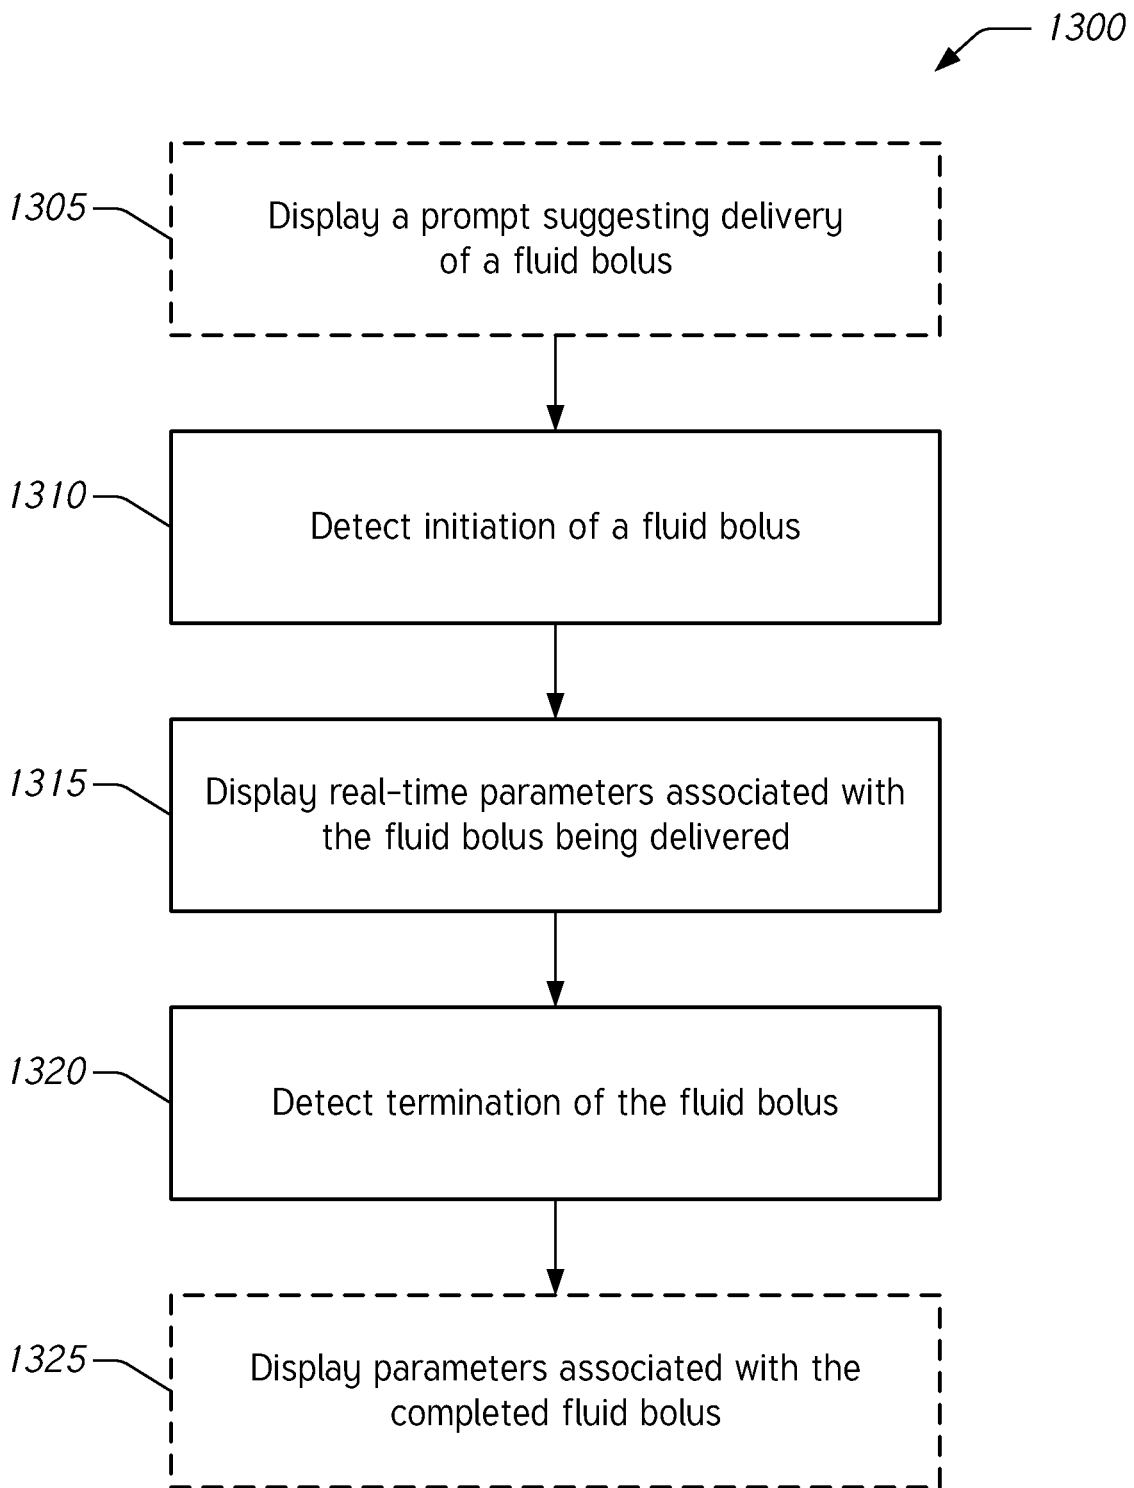 1300
1305
Display a prompt suggesting delivery
of a fluid bolus
1310
Detect initiation of a fluid bolus
1315
Display real-time parameters associated with
the fluid bolus being delivered
1320
Detect termination of the fluid bolus
1325
Display parameters associated with the
completed fluid bolus